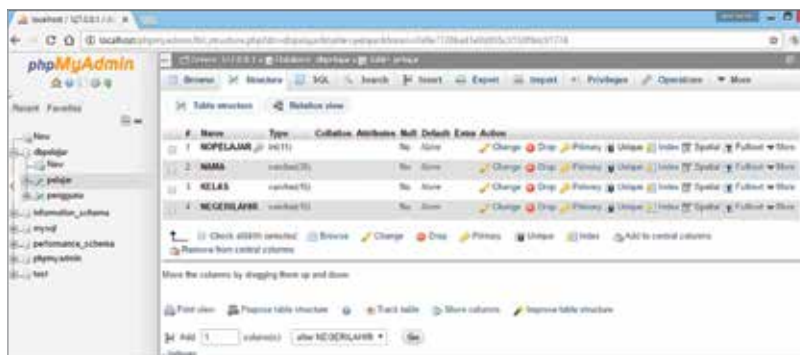 localhost / 127.0.0.1 /
phpMyAdmin
Recent Favorites
New
dbpelajar
New
pelajar
pengguna
information_schema
mysql
performance_schema
phpmyadmin
test
Browse Structure SQL Search Insert Export Import Privileges Operations More
Table structure Relation view
# Name Type Collation Attributes Null Default Extra Action
1 NOPELAJAR int(11) No None Change Drop Primary Unique Index Spatial Fulltext More
2 NAMA No None Change Drop Primary Unique Index Spatial Fulltext More
3 KELAS No None Change Drop Primary Unique Index Spatial Fulltext More
4 NEGERILAHIR No None Change Drop Primary Unique Index Spatial Fulltext More
Check all With selected: Browse Change Drop Primary Unique Index Add to central columns
Remove from central columns
Move the columns by dragging them up and down.
Print view Propose table structure Track table Move columns Improve table structure
Add 1 column(s) after NEGERILAHIR Go